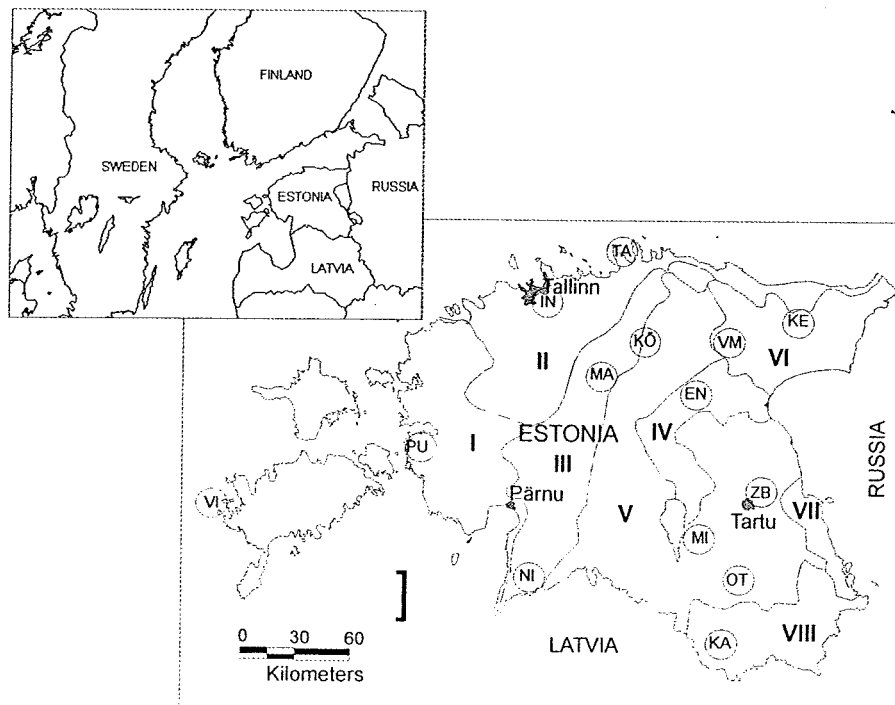 FINLAND
SWEDEN
ESTONIA
RUSSIA
LATVIA
TA
Tallinn
IN
KE
KÕ
VM
VI
II
MA
EN
ESTONIA
IV
PU
I
III
RUSSIA
VI
Pärnu
ZB
V
Tartu
VII
MI
NI
OT
0 30 60
Kilometers
LATVIA
KA
VIII